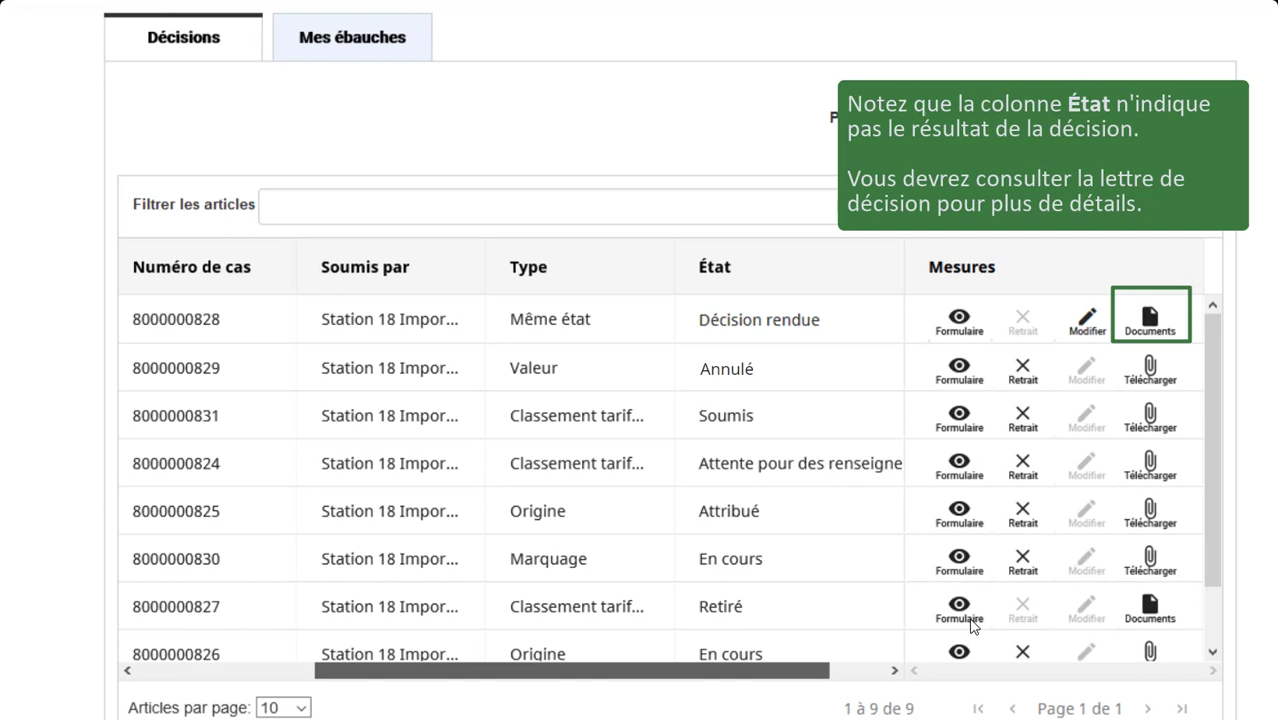 Décisions
Mes ébauches
Notez que la colonne État n'indique
pas le résultat de la décision.
Vous devrez consulter la lettre de
décision pour plus de détails.
P
Filtrer les articles
Numéro de cas Soumis par Type État Mesures
8000000828 Station 18 Impor... Même état Décision rendue Formulaire Retrait Modifier Documents
8000000829 Station 18 Impor... Valeur Annulé Formulaire Retrait Modifier Télécharger
8000000831 Station 18 Impor... Classement tarif... Soumis Formulaire Retrait Modifier Télécharger
8000000824 Station 18 Impor... Classement tarif... Attente pour des renseigne Formulaire Retrait Modifier Télécharger
8000000825 Station 18 Impor... Origine Attribué Formulaire Retrait Modifier Télécharger
8000000830 Station 18 Impor... Marquage En cours Formulaire Retrait Modifier Télécharger
8000000827 Station 18 Impor... Classement tarif... Retiré Formulaire Retrait Modifier Documents
8000000826 Station 18 Impor... Origine En cours
Articles par page: 10 1 à 9 de 9 Page 1 de 1